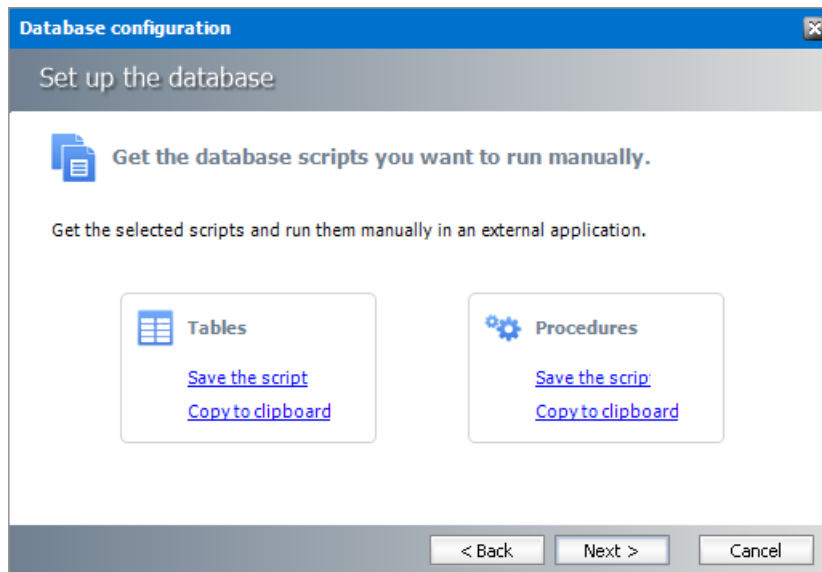 Database configuration
Set up the database
Get the database scripts you want to run manually.
Get the selected scripts and run them manually in an external application.
Tables
Save the script
Copy to clipboard
Procedures
Save the scrip
Copy to clipboard
< Back
Next >
Cancel